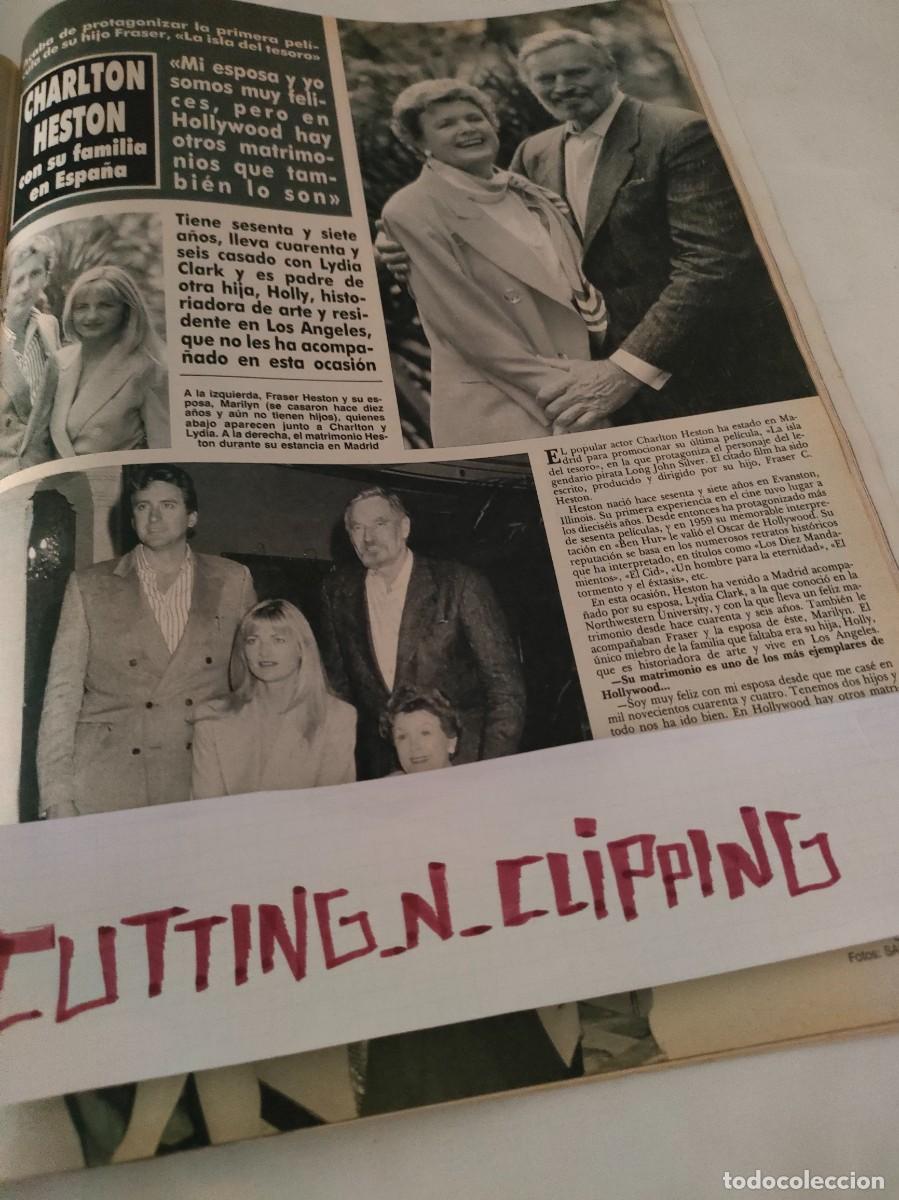 aba de protagonizar la primera pelí-
de su hijo Fraser, «La isla del tesoro»
CHARLTON
HESTON
con su familia
en España
«Mi esposa y yo
somos muy feli-
ces, pero en
Hollywood hay
otros matrimo-
nios que tam-
bién lo son»
Tiene sesenta y siete
años, lleva cuarenta y
seis casado con Lydia
Clark y es padre de
otra hija, Holly, histo-
riadora de arte y resi-
dente en Los Angeles,
que no les ha acompa-
ñado en esta ocasión
A la izquierda, Fraser Heston y su es-
posa, Marilyn (se casaron hace diez
años y aún no tienen hijos), quienes
abajo aparecen junto a Charlton y
Lydia. A la derecha, el matrimonio Hes-
ton durante su estancia en Madrid
EL popular actor Charlton Heston ha estado en Ma-
drid para promocionar su última película, «La isla
del tesoro», en la que protagoniza el personaje del le-
gendario pirata Long John Silver. El citado film ha sido
escrito, producido y dirigido por su hijo, Fraser C.
Heston.
Heston nació hace sesenta y siete años en Evanston,
Illinois. Su primera experiencia en el cine tuvo lugar a
los dieciséis años. Desde entonces ha protagonizado más
de sesenta películas, y en 1959 su memorable interpre-
tación en «Ben Hur» le valió el Oscar de Hollywood. Su
reputación se basa en los numerosos retratos históricos
que ha interpretado, en títulos como «Los Diez Manda-
mientos», «El Cid», «Un hombre para la eternidad», «El
tormento y el éxtasis», etc.
En esta ocasión, Heston ha venido a Madrid acompa-
ñado por su esposa, Lydia Clark, a la que conoció en la
Northwestern University, y con la que lleva un feliz ma-
trimonio desde hace cuarenta y seis años. También le
acompañaban Fraser y la esposa de éste, Marilyn. El
único miebro de la familia que faltaba era su hija, Holly,
que es historiadora de arte y vive en Los Angeles.
—Su matrimonio es uno de los más ejemplares de
Hollywood...
—Soy muy feliz con mi esposa desde que me casé en
mil novecientos cuarenta y cuatro. Tenemos dos hijos y
todo nos ha ido bien. En Hollywood hay otros matri
CUTTING_N_CLIPPING
Fotos: SA
todocoleccion